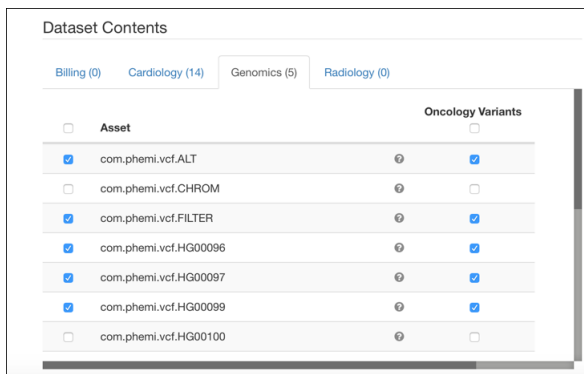 Dataset Contents
Billing (0) Cardiology (14) Genomics (5) Radiology (0)
Oncology Variants
Asset
com.phemi.vcf.ALT
com.phemi.vcf.CHROM
com.phemi.vcf.FILTER
com.phemi.vcf.HG00096
com.phemi.vcf.HG00097
com.phemi.vcf.HG00099
com.phemi.vcf.HG00100